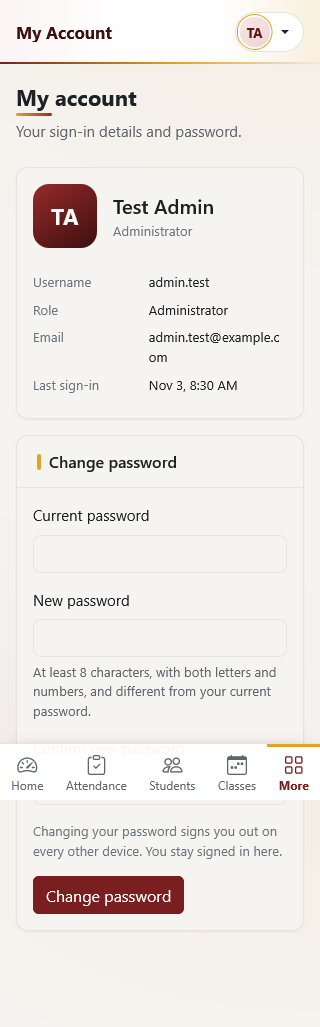 My Account
TA
My account
Your sign-in details and password.
TA
Test Admin
Administrator
Username
admin.test
Role
Administrator
Email
admin.test@example.c
om
Last sign-in
Nov 3, 8:30 AM
Change password
Current password
New password
At least 8 characters, with both letters and
numbers, and different from your current
password.
Confirm new password
Home
Attendance
Students
Classes
More
Changing your password signs you out on
every other device. You stay signed in here.
Change password